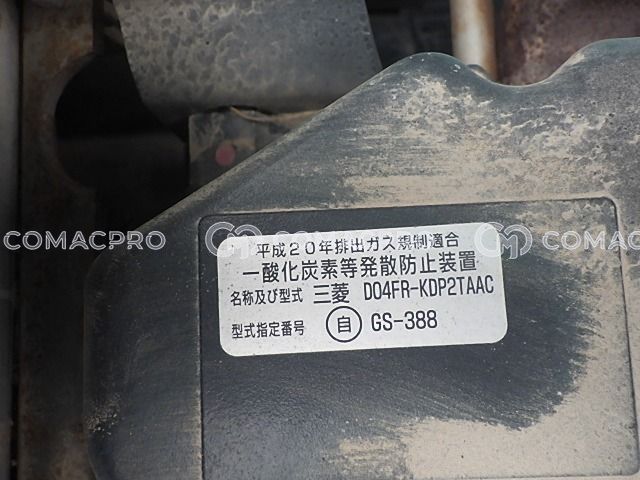 平成20年排出ガス規制適合
一酸化炭素等発散防止装置
名称及び型式 三菱 D04FR-KDP2TAAC
型式指定番号 自 GS-388
COMACPRO COMACPRO COMACPRO